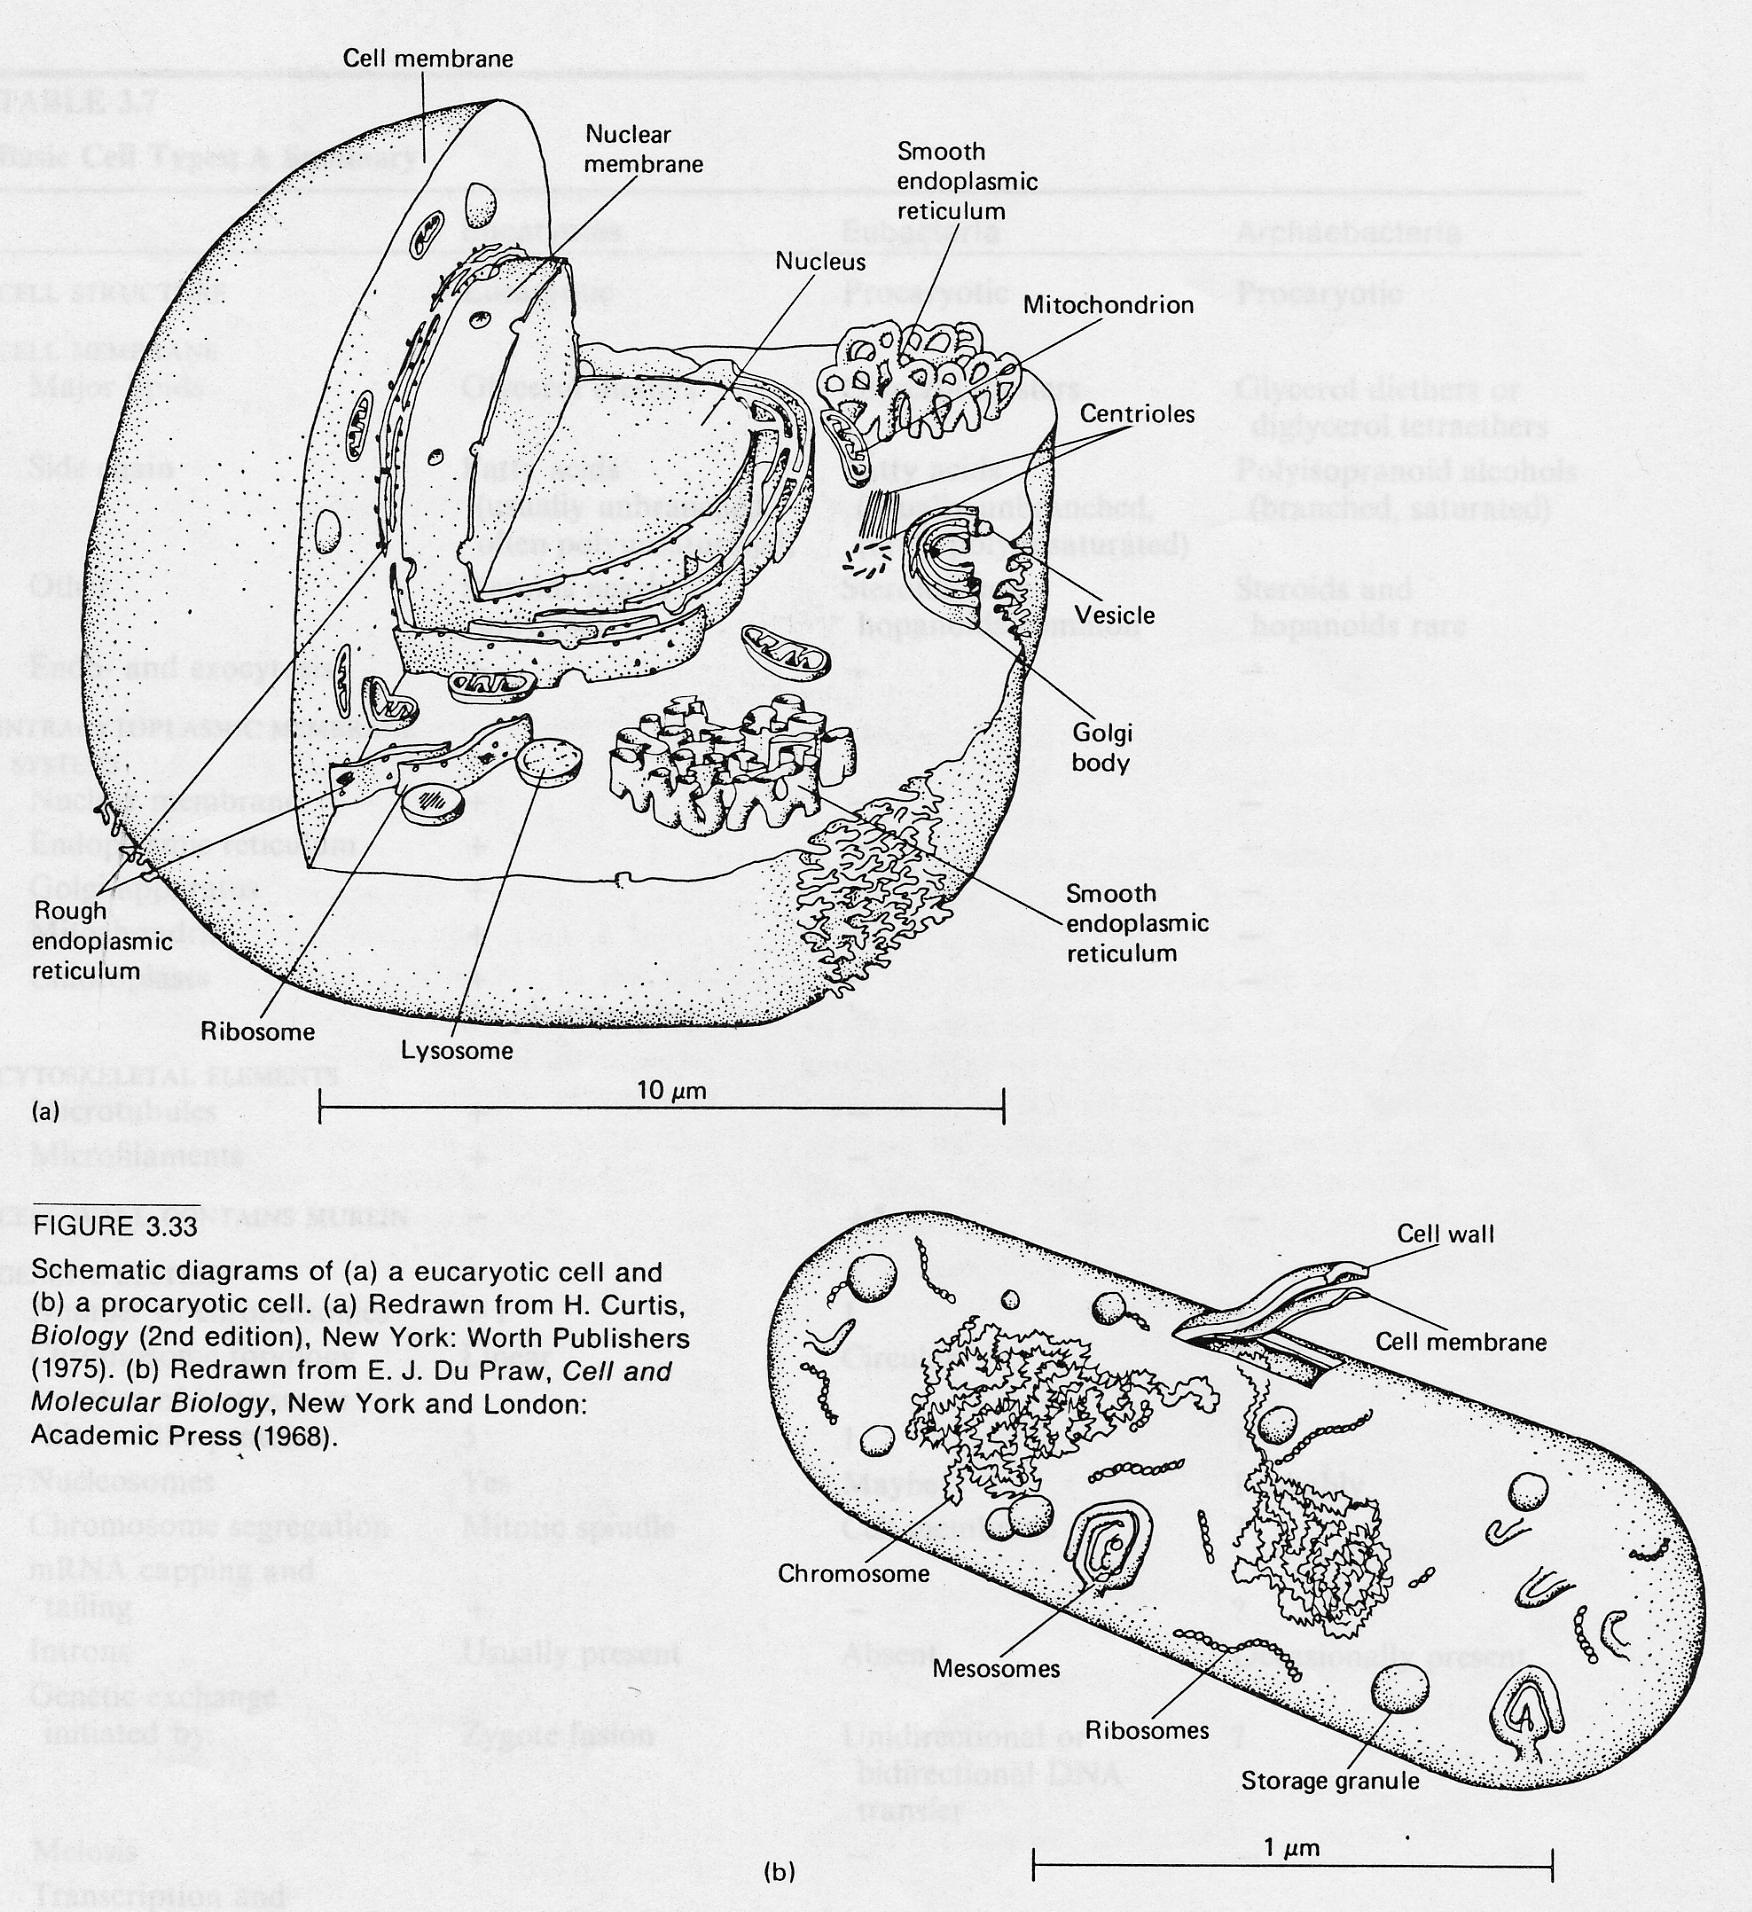 Cell membrane
Nuclear
membrane
Smooth
endoplasmic
reticulum
Nucleus
Mitochondrion
Centrioles
Vesicle
Golgi
body
Smooth
endoplasmic
reticulum
Rough
endoplasmic
reticulum
Ribosome
Lysosome
10 μm
(a)
FIGURE 3.33
Schematic diagrams of (a) a eucaryotic cell and
(b) a procaryotic cell. (a) Redrawn from H. Curtis,
Biology (2nd edition), New York: Worth Publishers
(1975). (b) Redrawn from E. J. Du Praw, Cell and
Molecular Biology, New York and London:
Academic Press (1968).
Cell wall
Cell membrane
Chromosome
Mesosomes
Ribosomes
Storage granule
1 μm
(b)